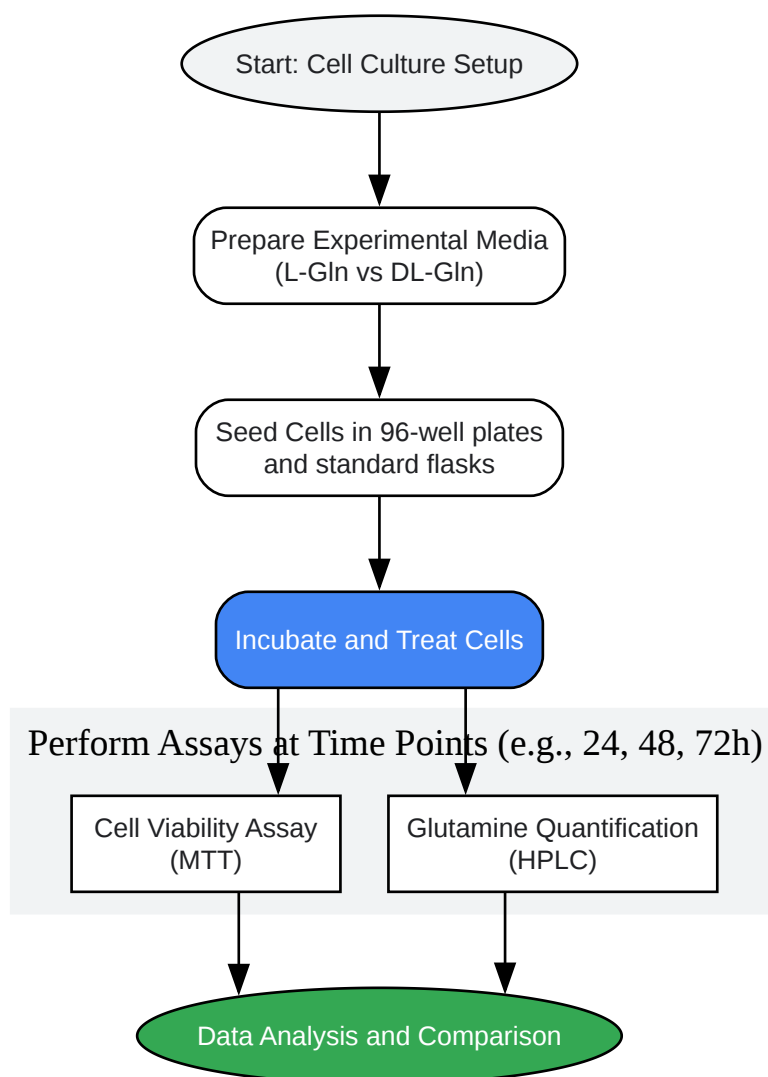 Start: Cell Culture Setup
Prepare Experimental Media
(L-Gln vs DL-Gln)
Seed Cells in 96-well plates
and standard flasks
Incubate and Treat Cells
Perform Assays at Time Points (e.g., 24, 48, 72h)
Cell Viability Assay
(MTT)
Glutamine Quantification
(HPLC)
Data Analysis and Comparison